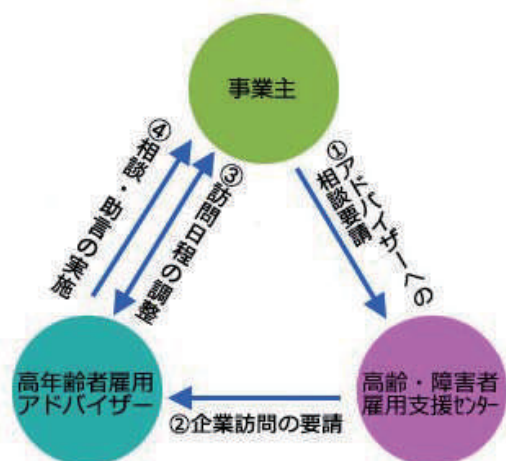 事業主
①アドバイザーへの
相談要請
④相談・助言の実施
③訪問日程の調整
高年齢者雇用
アドバイザー
高齢・障害者
雇用支援センター
②企業訪問の要請